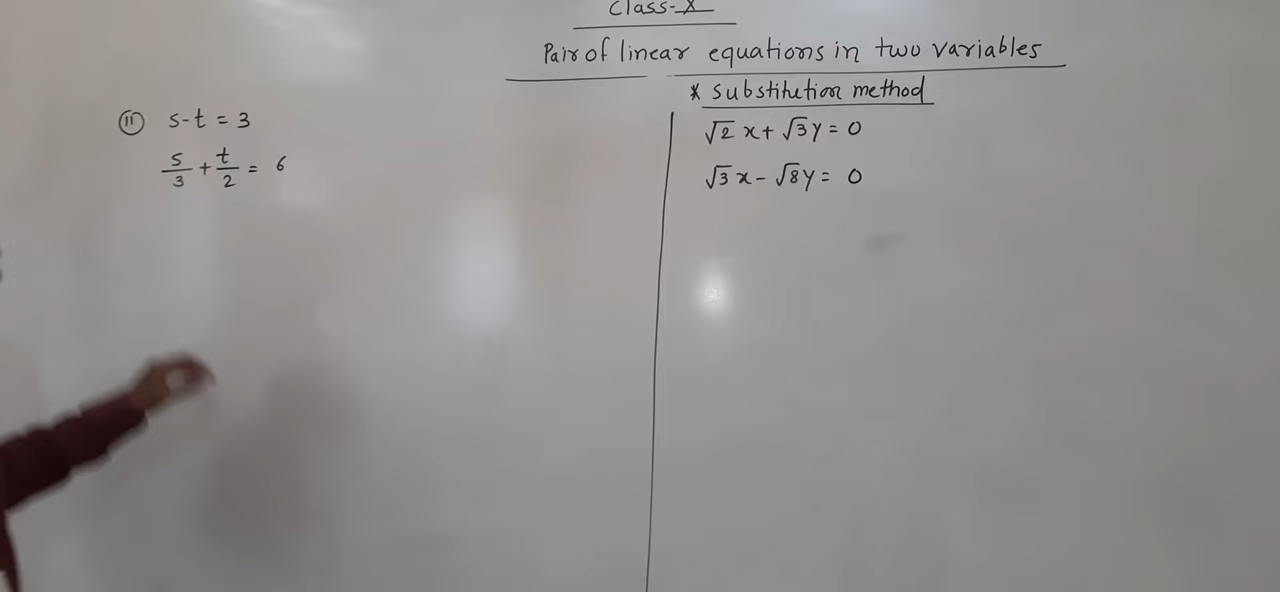 Class-X
Pair of linear equations in two variables
* Substitution method
(ii) s-t = 3
s/3 + t/2 = 6
√2 x + √3 y = 0
√3 x - √8 y = 0